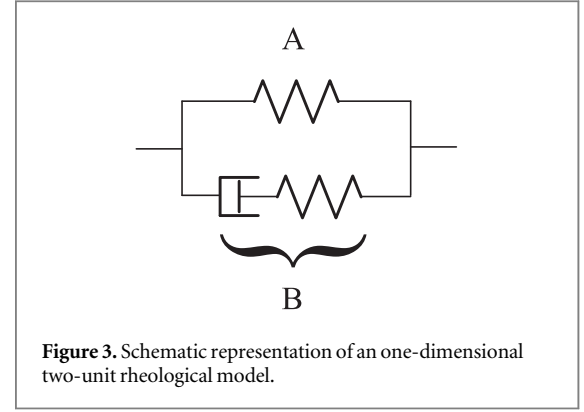 A
B
Figure 3. Schematic representation of an one-dimensional
two-unit rheological model.